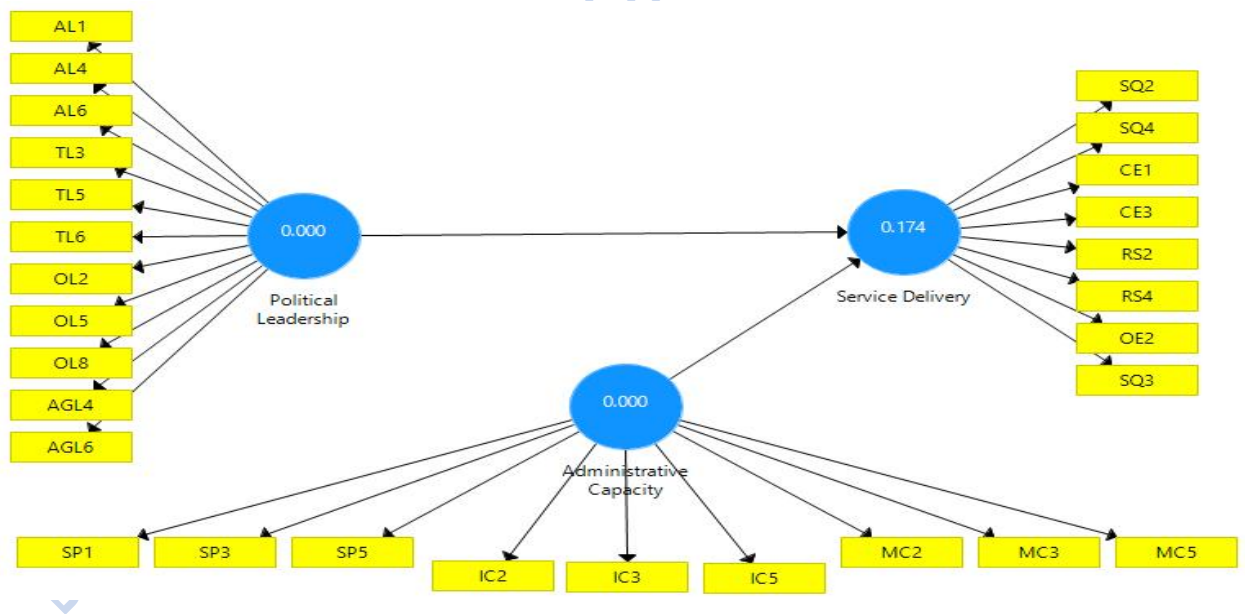 AL1
AL4
AL6
TL3
TL5
TL6
OL2
OL5
OL8
AGL4
AGL6
0.000
Political
Leadership
0.174
Service Delivery
SQ2
SQ4
CE1
CE3
RS2
RS4
OE2
SQ3
0.000
Administrative
Capacity
SP1
SP3
SP5
IC2
IC3
IC5
MC2
MC3
MC5